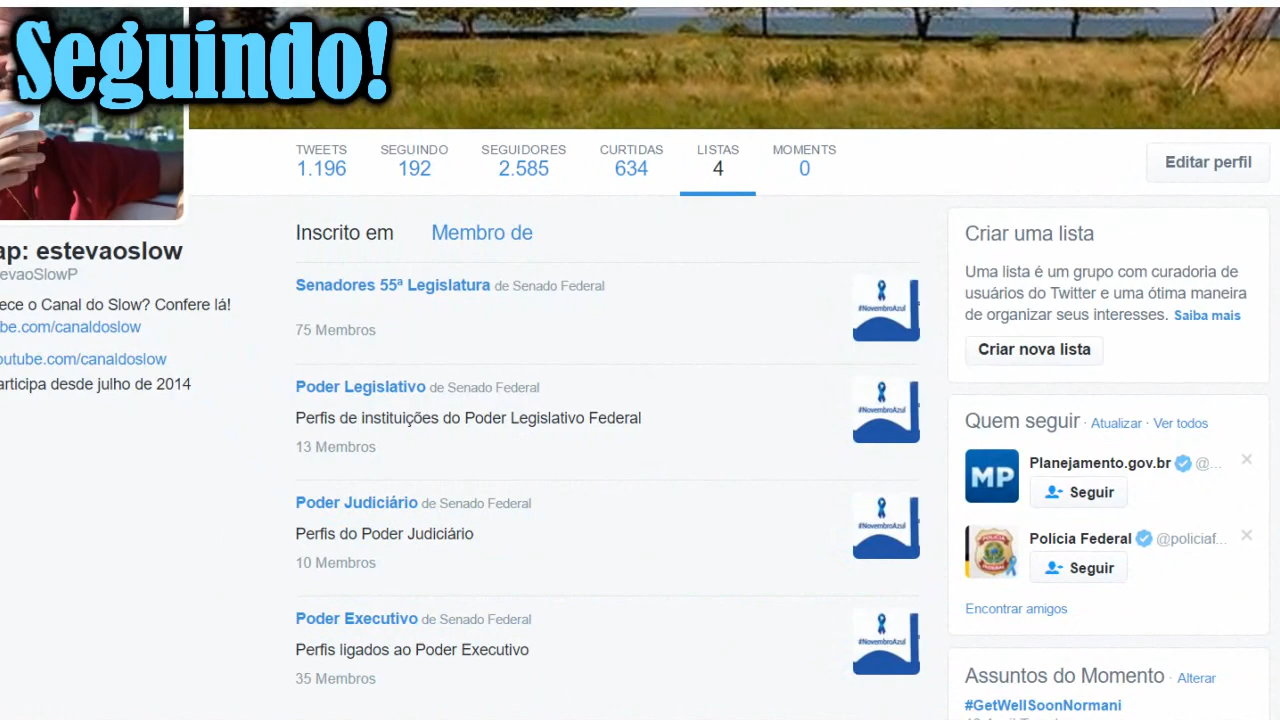 Seguindo!
TWEETS SEGUINDO SEGUIDORES CURTIDAS LISTAS MOMENTS
1.196 192 2.585 634 4 0
Editar perfil
ap: estevaoslow
evaoSlowP
ece o Canal do Slow? Confere lá!
be.com/canaldoslow
outube.com/canaldoslow
articipa desde julho de 2014
Inscrito em Membro de
Senadores 55ª Legislatura de Senado Federal
75 Membros
#NovembroAzul
Poder Legislativo de Senado Federal
Perfis de instituições do Poder Legislativo Federal
13 Membros
#NovembroAzul
Poder Judiciário de Senado Federal
Perfis do Poder Judiciário
10 Membros
#NovembroAzul
Poder Executivo de Senado Federal
Perfis ligados ao Poder Executivo
35 Membros
#NovembroAzul
Criar uma lista
Uma lista é um grupo com curadoria de
usuários do Twitter e uma ótima maneira
de organizar seus interesses. Saiba mais
Criar nova lista
Quem seguir · Atualizar · Ver todos
MP
Planejamento.gov.br @...
Seguir
Polícia Federal @policiaf...
Seguir
Encontrar amigos
Assuntos do Momento · Alterar
#GetWellSoonNormani